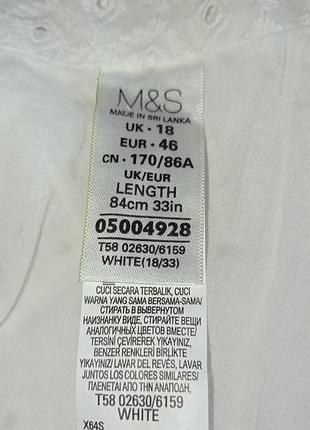 M&S
MADE IN SRI LANKA
UK · 18
EUR · 46
CN · 170/86A
UK/EUR
LENGTH
84cm 33in
05004928
T58 02630/6159
WHITE(18/33)
CUCI SECARA TERBALIK, CUCI
WARNA YANG SAMA BERSAMA-SAMA/
СТИРАТЬ В ВЫВЕРНУТОМ
НАИЗНАНКУ ВИДЕ, СТИРАЙТЕ ВЕЩИ
АНАЛОГИЧНЫХ ЦВЕТОВ ВМЕСТЕ/
TERSİNİ ÇEVİREREK YIKAYINIZ,
BENZER RENKLERİ BİRLİKTE
YIKAYINIZ/ LAVAR DEL REVÉS, LAVAR
JUNTOS LOS COLORES SIMILARES/
ΠΛΕΝΕΤΑΙ ΑΠΟ ΤΗΝ ΑΝΑΠΟΔΗ,
T58 02630/6159
WHITE
X64S